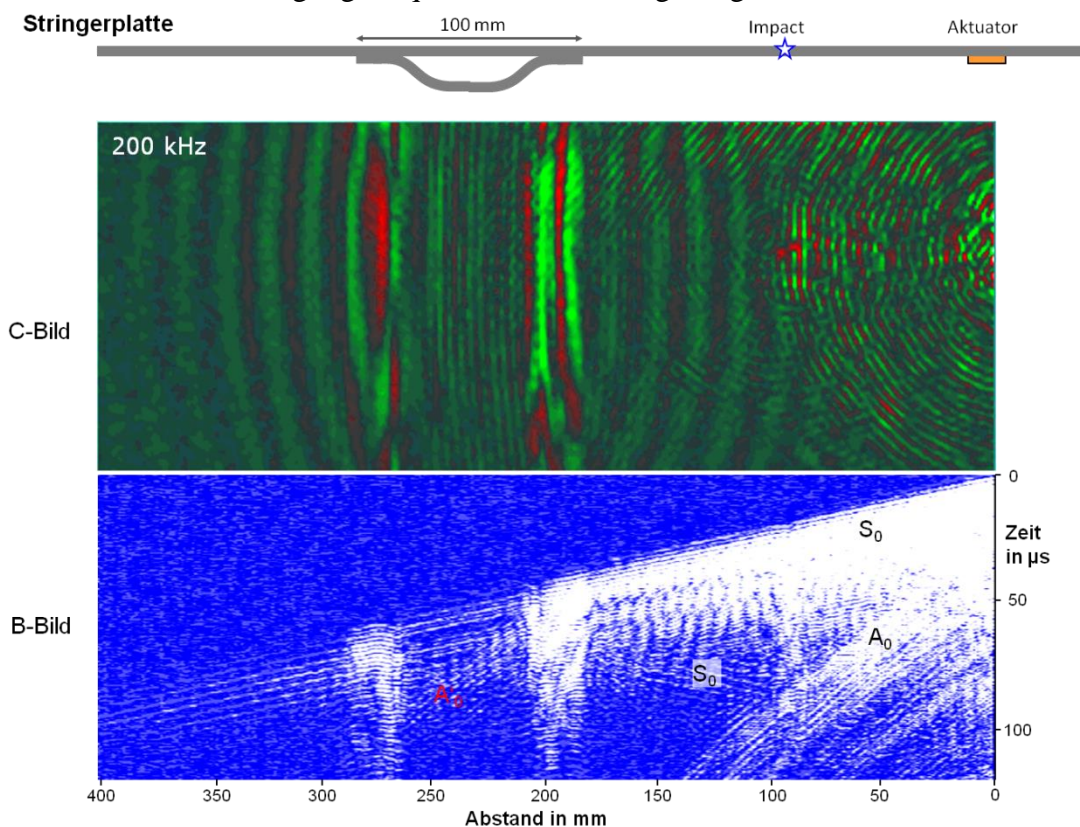 Stringerplatte
100 mm
Impact
Aktuator
200 kHz
C-Bild
B-Bild
S₀
A₀
S₀
0
Zeit
in µs
50
100
400 350 300 250 200 150 100 50 0
Abstand in mm